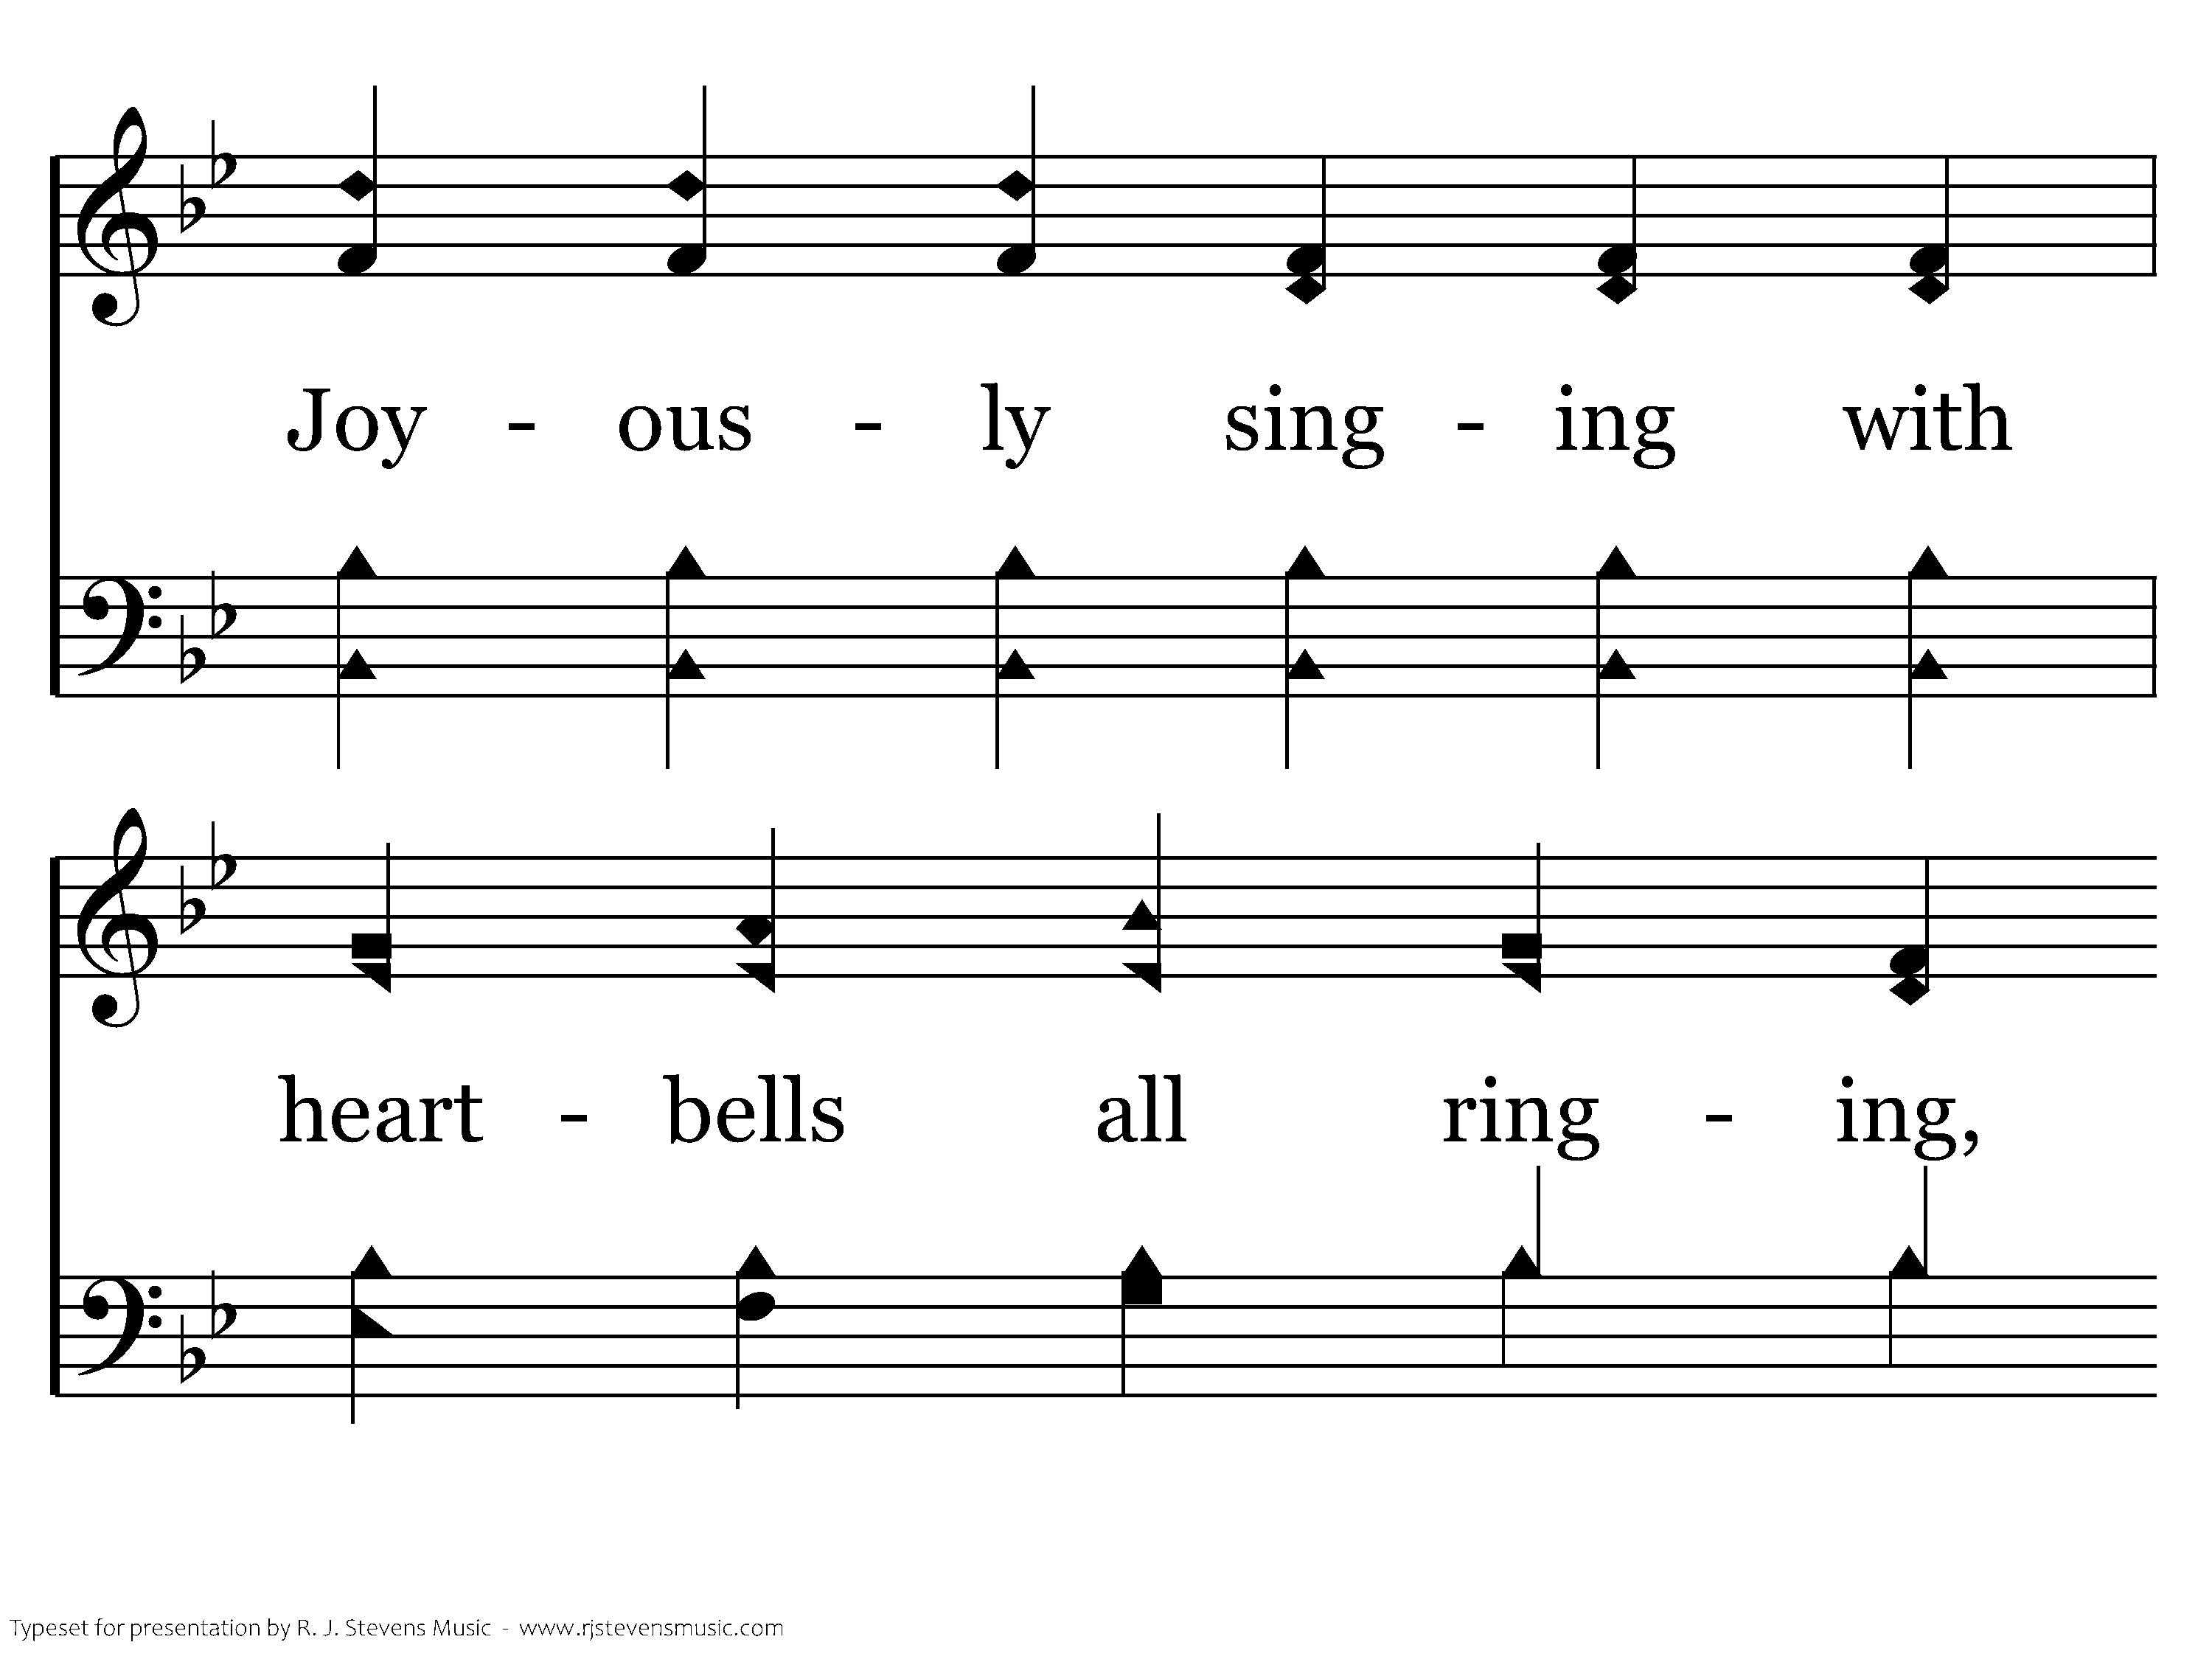 Joy - ous - ly sing - ing with
heart - bells all ring - ing,
Typeset for presentation by R. J. Stevens Music - www.rjstevensmusic.com